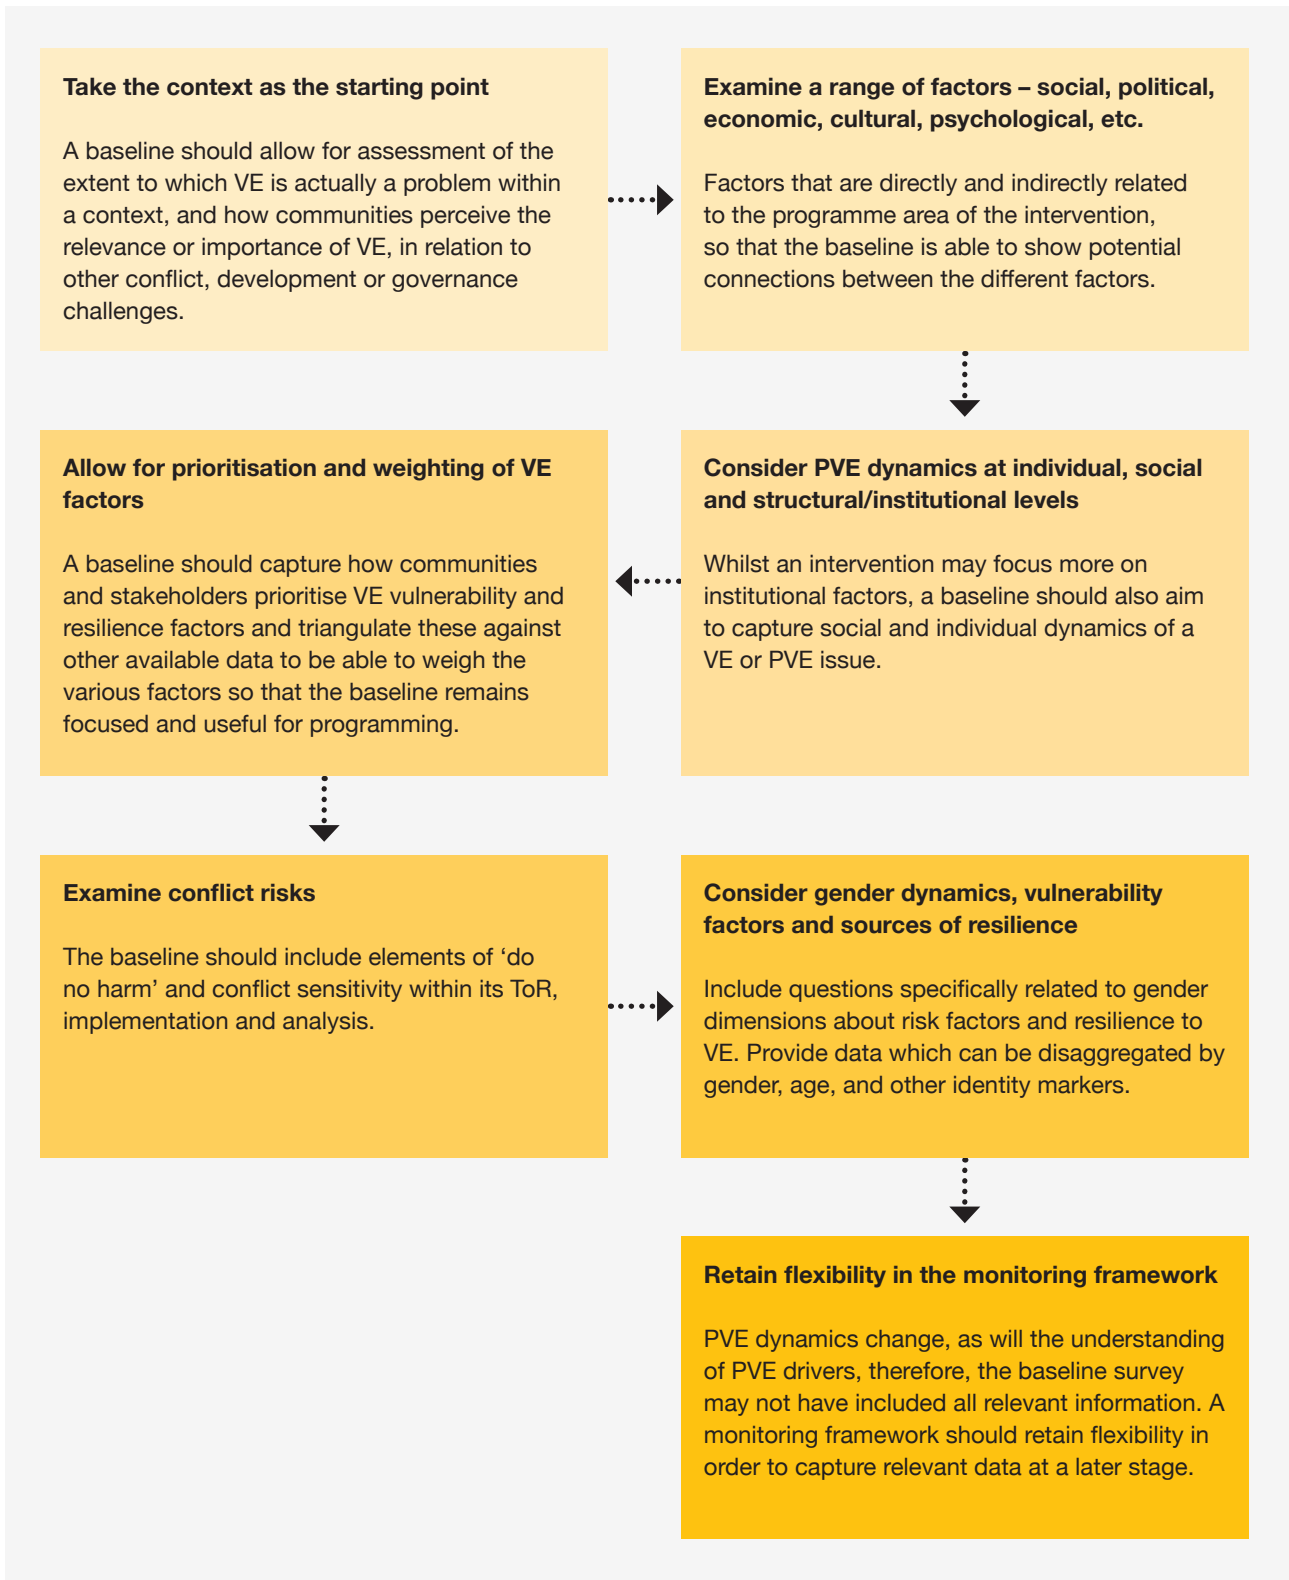 Take the context as the starting point
A baseline should allow for assessment of the
extent to which VE is actually a problem within
a context, and how communities perceive the
relevance or importance of VE, in relation to
other conflict, development or governance
challenges.
Examine a range of factors – social, political,
economic, cultural, psychological, etc.
Factors that are directly and indirectly related
to the programme area of the intervention,
so that the baseline is able to show potential
connections between the different factors.
Consider PVE dynamics at individual, social
and structural/institutional levels
Whilst an intervention may focus more on
institutional factors, a baseline should also aim
to capture social and individual dynamics of a
VE or PVE issue.
Allow for prioritisation and weighting of VE
factors
A baseline should capture how communities
and stakeholders prioritise VE vulnerability and
resilience factors and triangulate these against
other available data to be able to weigh the
various factors so that the baseline remains
focused and useful for programming.
Examine conflict risks
The baseline should include elements of ‘do
no harm’ and conflict sensitivity within its ToR,
implementation and analysis.
Consider gender dynamics, vulnerability
factors and sources of resilience
Include questions specifically related to gender
dimensions about risk factors and resilience to
VE. Provide data which can be disaggregated by
gender, age, and other identity markers.
Retain flexibility in the monitoring framework
PVE dynamics change, as will the understanding
of PVE drivers, therefore, the baseline survey
may not have included all relevant information. A
monitoring framework should retain flexibility in
order to capture relevant data at a later stage.